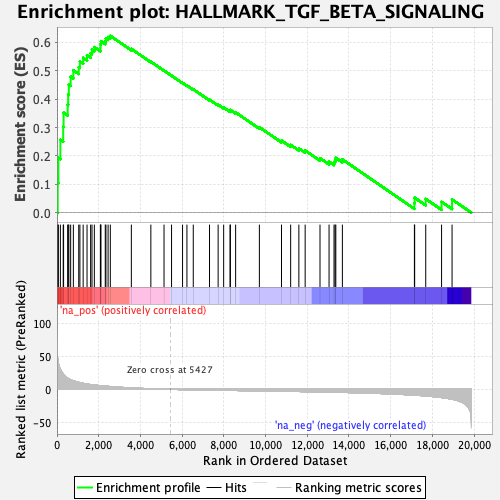 Enrichment plot: HALLMARK_TGF_BETA_SIGNALING
Enrichment score (ES)
0.6
0.5
0.4
0.3
0.2
0.1
0.0
'na_pos' (positively correlated)
Ranked list metric (PreRanked)
100
50
0
-50
Zero cross at 5427
'na_neg' (negatively correlated)
0
2,000
4,000
6,000
8,000
10,000
12,000
14,000
16,000
18,000
20,000
Rank in Ordered Dataset
Enrichment profile
Hits
Ranking metric scores